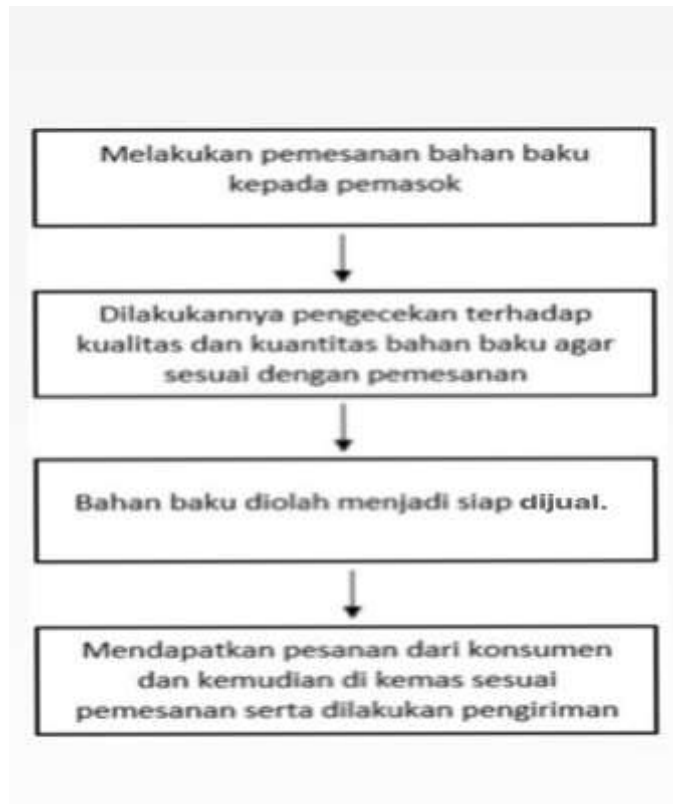 Melakukan pemesanan bahan baku
kepada pemasok
Dilakukannya pengecekan terhadap
kualitas dan kuantitas bahan baku agar
sesuai dengan pemesanan
Bahan baku diolah menjadi siap dijual.
Mendapatkan pesanan dari konsumen
dan kemudian di kemas sesuai
pemesanan serta dilakukan pengiriman